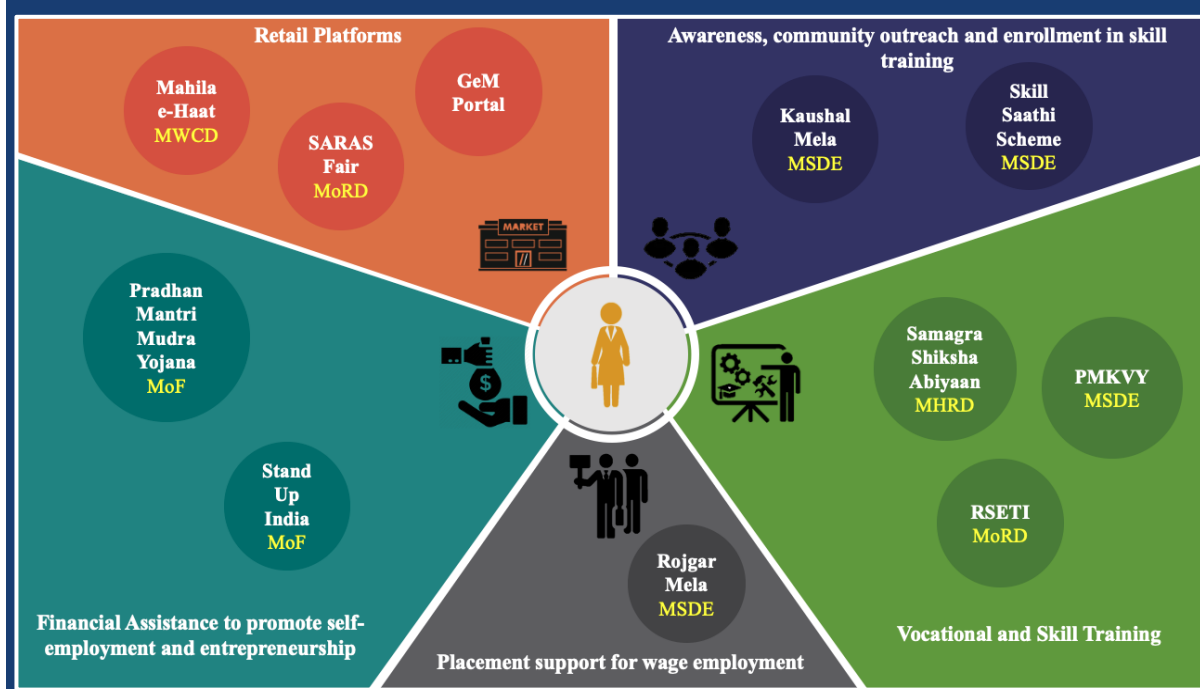 Retail Platforms
Mahila
e-Haat
MWCD
SARAS
Fair
MoRD
GeM
Portal
MARKET
Awareness, community outreach and enrollment in skill
training
Kaushal
Mela
MSDE
Skill
Saathi
Scheme
MSDE
Pradhan
Mantri
Mudra
Yojana
MoF
Stand
Up
India
MoF
Financial Assistance to promote self-
employment and entrepreneurship
$
Rojgar
Mela
MSDE
Placement support for wage employment
Samagra
Shiksha
Abiyaan
MHRD
PMKVY
MSDE
RSETI
MoRD
Vocational and Skill Training